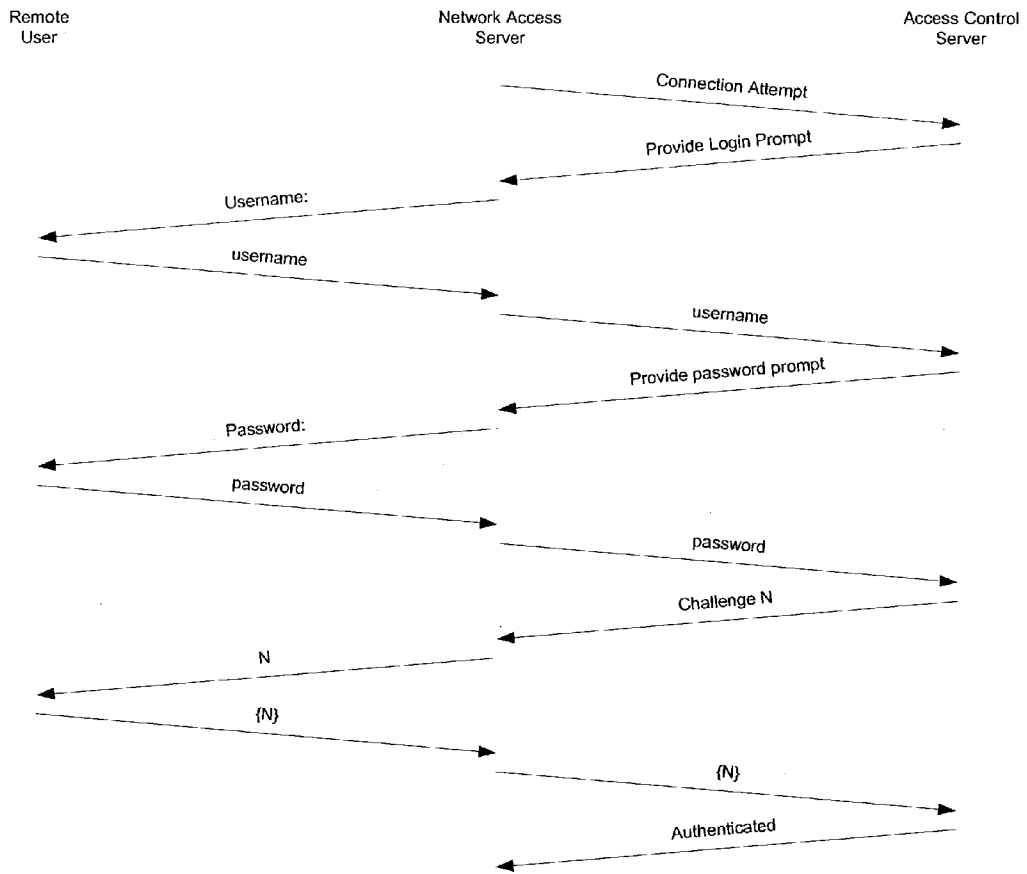 Remote
User
Network Access
Server
Access Control
Server
Connection Attempt
Provide Login Prompt
Username:
username
username
Provide password prompt
Password:
password
password
Challenge N
N
{N}
{N}
Authenticated